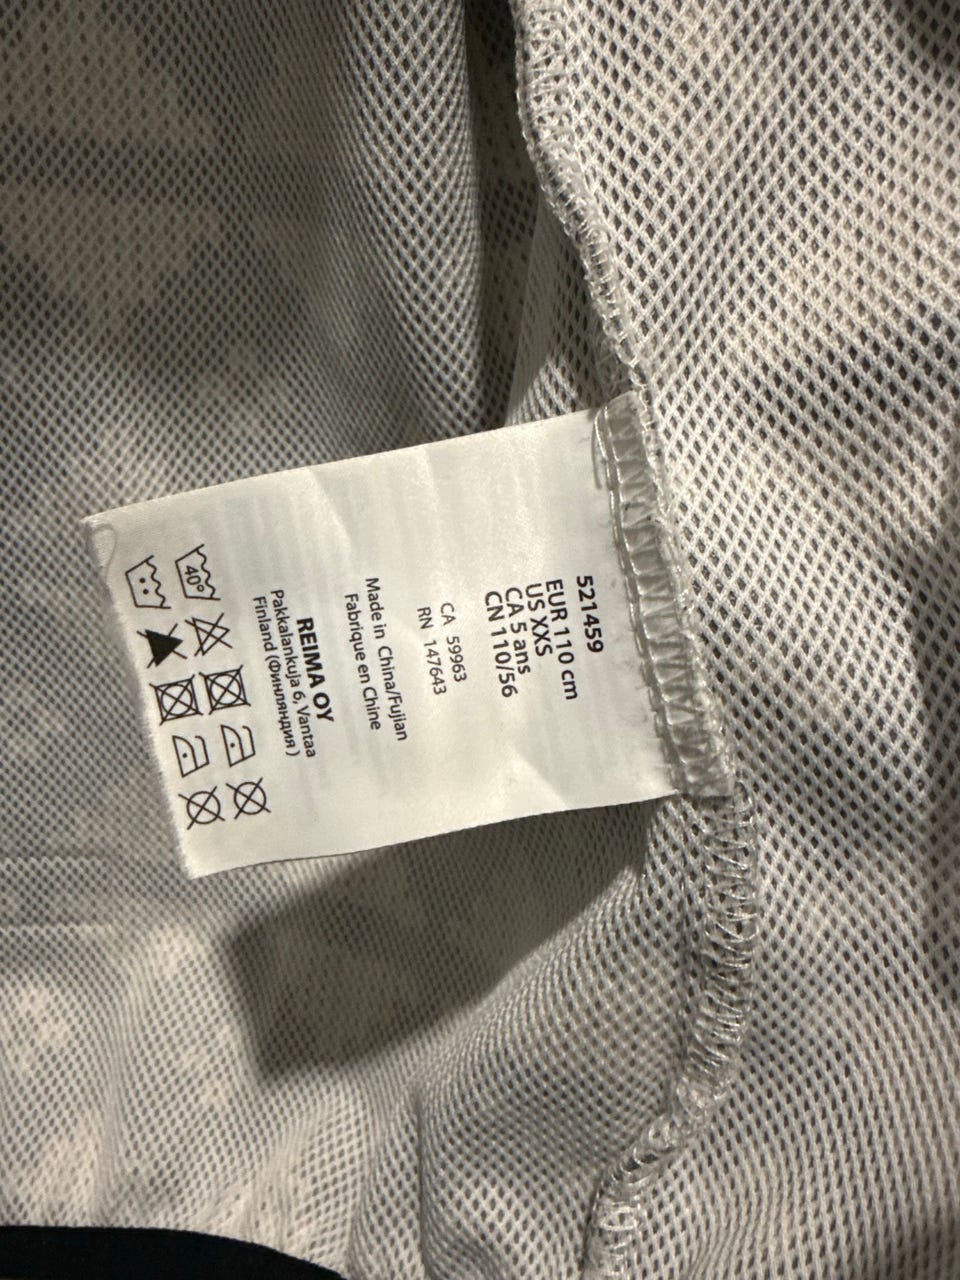 521459
EUR 110 cm
US XXS
CA 5 ans
CN 110/56
CA 59963
RN 147643
Made in China/Fujian
Fabrique en Chine
REIMA OY
Pakkalankuja 6, Vantaa
Finland (Финляндия)
40°